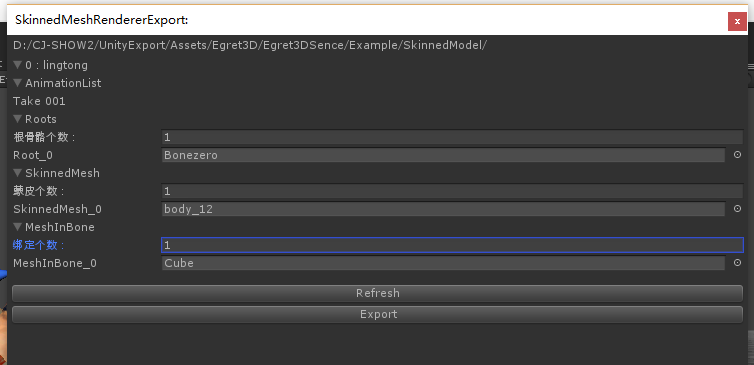 SkinnedMeshRendererExport:
x
D:/CJ-SHOW2/UnityExport/Assets/Egret3D/Egret3DSence/Example/SkinnedModel/
0 : lingtong
AnimationList
Take 001
Roots
根骨骼个数 : 1
Root_0 Bonezero
SkinnedMesh
蒙皮个数 : 1
SkinnedMesh_0 body_12
MeshInBone
绑定个数 : 1
MeshInBone_0 Cube
Refresh
Export